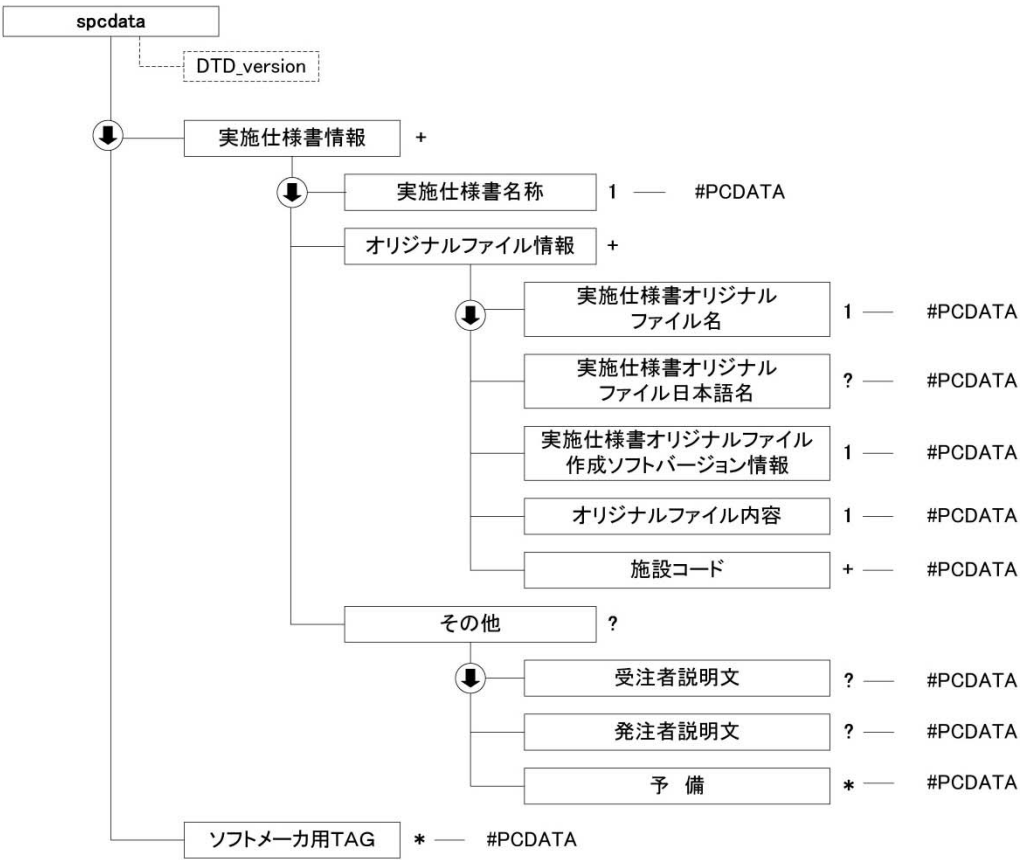 spcdata
DTD_version
実施仕様書情報 +
実施仕様書名称 1 #PCDATA
オリジナルファイル情報 +
実施仕様書オリジナル
ファイル名 1 #PCDATA
実施仕様書オリジナル
ファイル日本語名 ? #PCDATA
実施仕様書オリジナルファイル
作成ソフトバージョン情報 1 #PCDATA
オリジナルファイル内容 1 #PCDATA
施設コード + #PCDATA
その他 ?
受注者説明文 ? #PCDATA
発注者説明文 ? #PCDATA
予 備 * #PCDATA
ソフトメーカ用TAG * #PCDATA